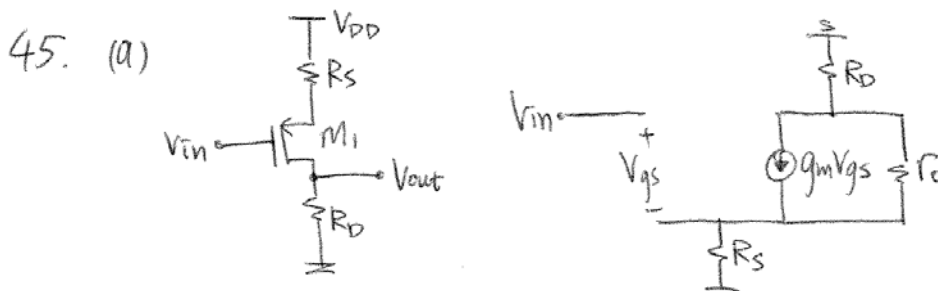 45. (a)
VDD
RS
Vin
M1
Vout
RD
RD
Vin
+
Vgs
-
gmVgs
RS